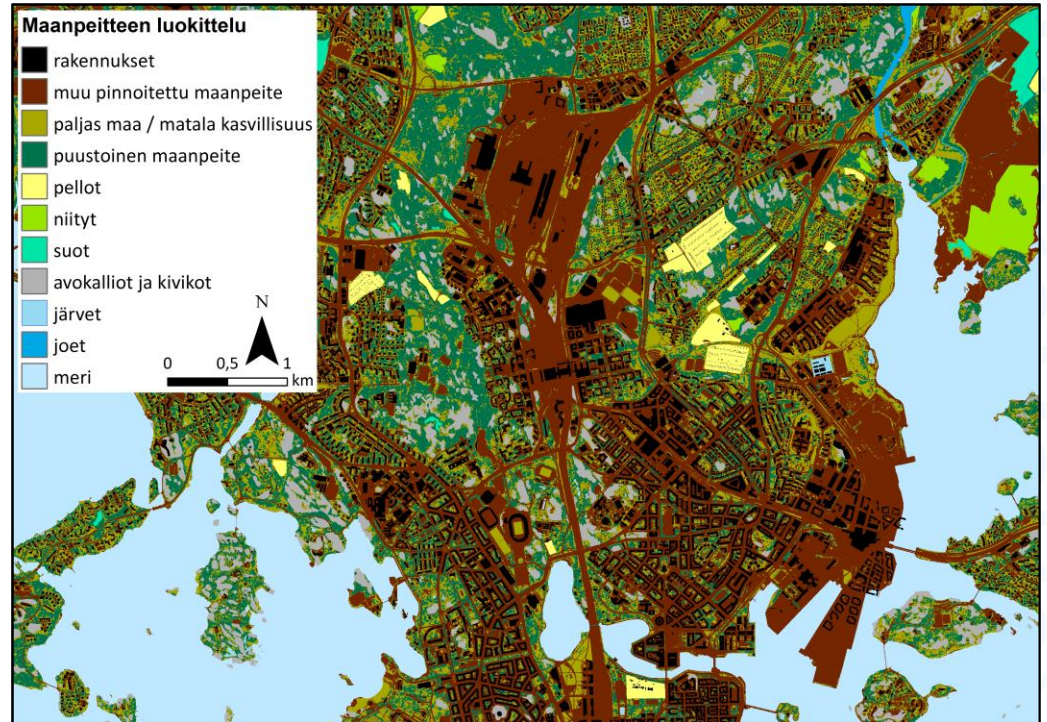 Maanpeitteen luokittelu
rakennukset
muu pinnoitettu maanpeite
paljas maa / matala kasvillisuus
puustoinen maanpeite
pellot
niityt
suot
avokalliot ja kivikot
järvet
joet
meri
N
0 0,5 1
km